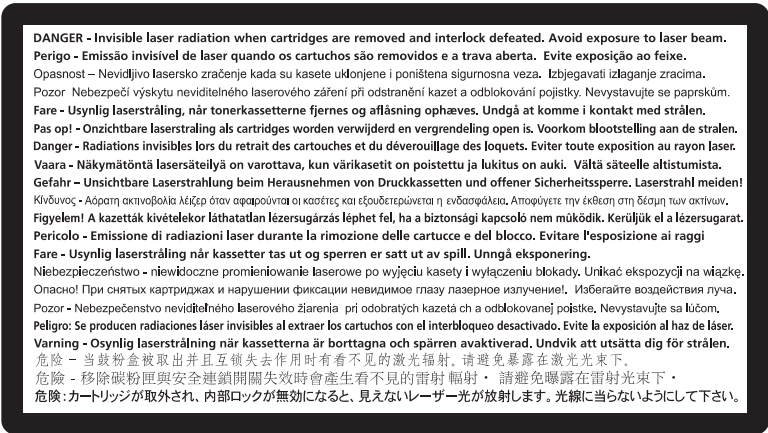 DANGER - Invisible laser radiation when cartridges are removed and interlock defeated. Avoid exposure to laser beam.
Perigo - Emissão invisível de laser quando os cartuchos são removidos e a trava aberta. Evite exposição ao feixe.
Opasnost – Nevidljivo lasersko zračenje kada su kasete uklonjene i poništena sigurnosna veza. Izbjegavati izlaganje zracima.
Pozor Nebezpečí výskytu neviditelného laserového záření při odstranění kazet a odblokování pojistky. Nevystavujte se paprskům.
Fare - Usynlig laserstråling, når tonerkassetterne fjernes og aflåsning ophæves. Undgå at komme i kontakt med strålen.
Pas op! - Onzichtbare laserstraling als cartridges worden verwijderd en vergrendeling open is. Voorkom blootstelling aan de stralen.
Danger - Radiations invisibles lors du retrait des cartouches et du déverouillage des loquets. Eviter toute exposition au rayon laser.
Vaara - Näkymätöntä lasersäteilyä on varottava, kun värikasetit on poistettu ja lukitus on auki. Vältä säteelle altistumista.
Gefahr – Unsichtbare Laserstrahlung beim Herausnehmen von Druckkassetten und offener Sicherheitssperre. Laserstrahl meiden!
Κίνδυνος - Αόρατη ακτινοβολία λέιζερ όταν αφαιρούνται οι κασέτες και εξουδετερώνεται η ενδασφάλεια. Αποφύγετε την έκθεση στη δέσμη των ακτίνων.
Figyelem! A kazetták kivételekor láthatatlan lézersugárzás léphet fel, ha a biztonsági kapcsoló nem mûködik. Kerüljük el a lézersugarat.
Pericolo - Emissione di radiazioni laser durante la rimozione delle cartucce e del blocco. Evitare l'esposizione ai raggi
Fare - Usynlig laserstråling når kassetter tas ut og sperren er satt ut av spill. Unngå eksponering.
Niebezpieczeństwo - niewidoczne promieniowanie laserowe po wyjęciu kasety i wyłączeniu blokady. Unikać ekspozycji na wiązkę.
Опасно! При снятых картриджах и нарушении фиксации невидимое глазу лазерное излучение!. Избегайте воздействия луча.
Pozor - Nebezpečenstvo neviditeľného laserového žiarenia pri odobratých kazetá ch a odblokovanej poistke. Nevystavujte sa lúčom.
Peligro: Se producen radiaciones láser invisibles al extraer los cartuchos con el interbloqueo desactivado. Evite la exposición al haz de láser.
Varning - Osynlig laserstrålning när kassetterna är borttagna och spärren avaktiverad. Undvik att utsätta dig för strålen.
危险 - 当鼓粉盒被取出并且互锁失去作用时有看不见的激光辐射。请避免暴露在激光光束下。
危險 - 移除碳粉匣與安全連鎖開關失效時會產生看不見的雷射輻射・ 請避免曝露在雷射光束下・
危険:カートリッジが取外され、内部ロックが無効になると、見えないレーザー光が放射します。光線に当らないようにして下さい。